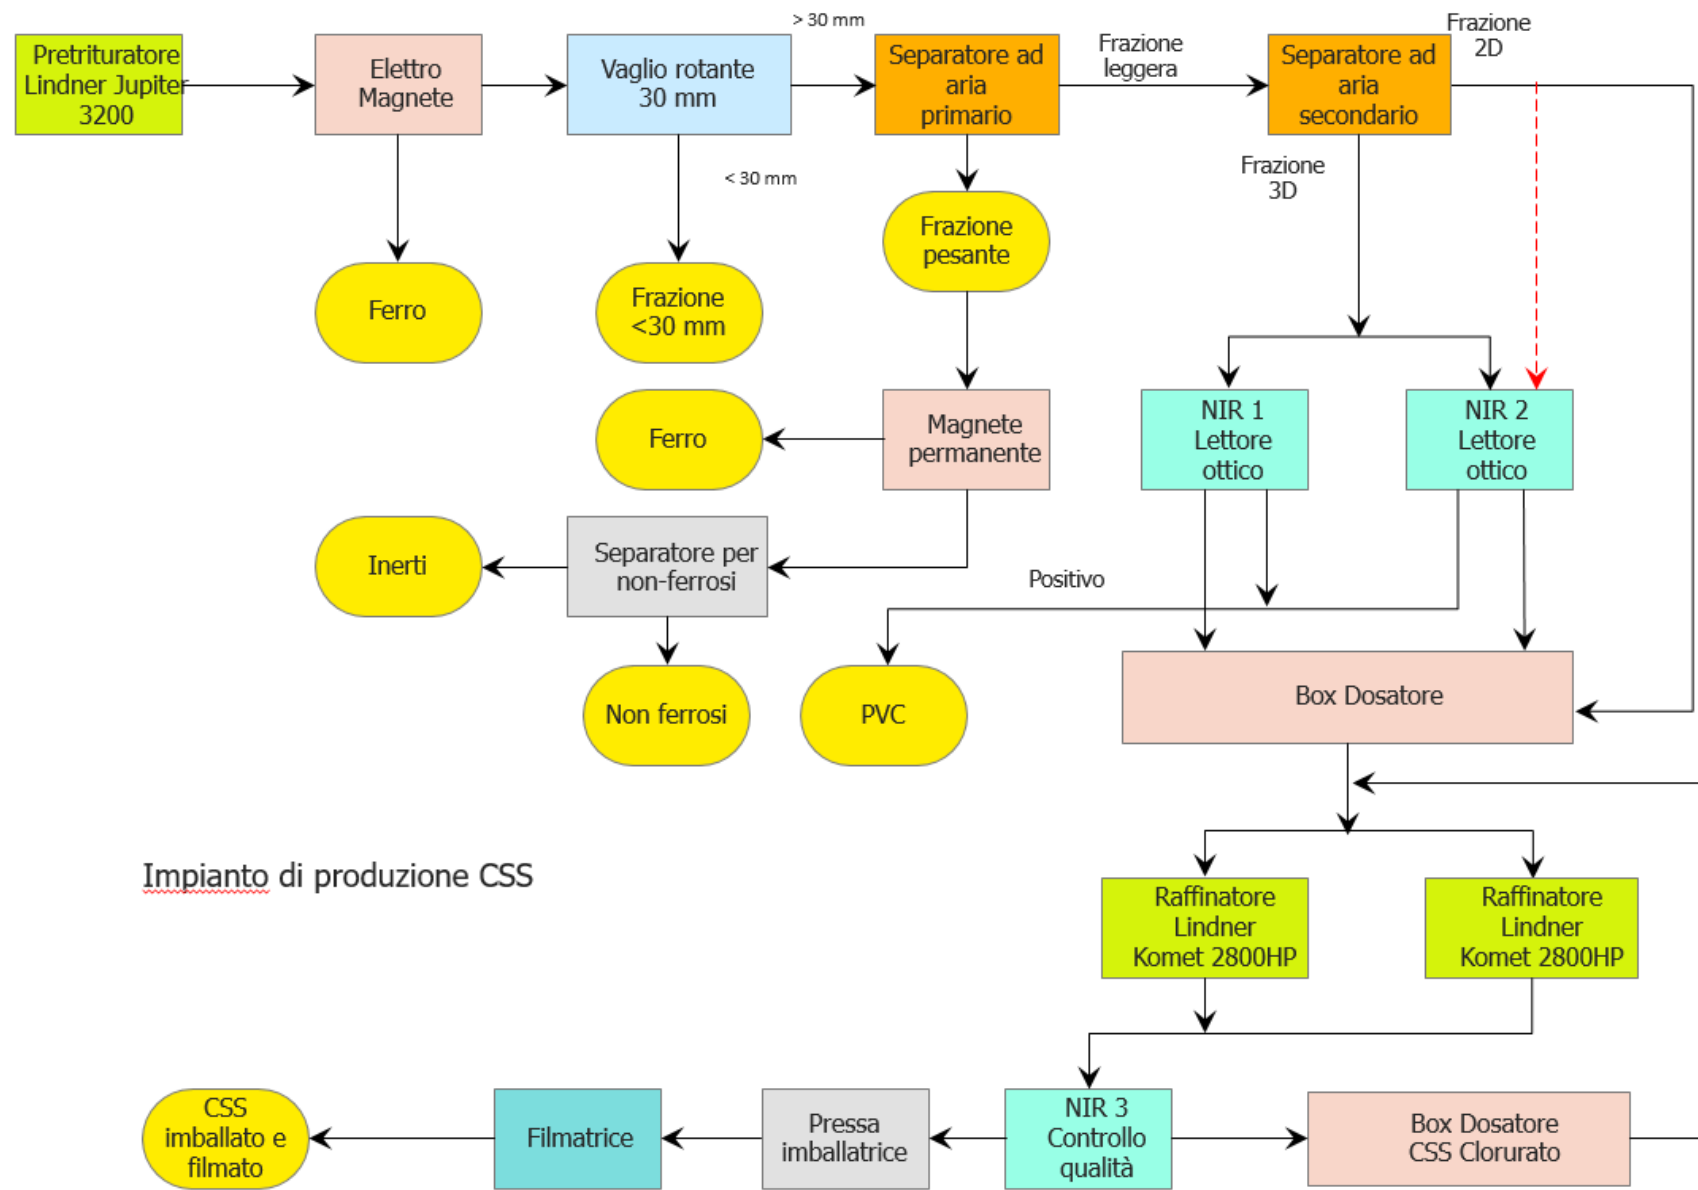 > 30 mm
Frazione
2D
Pretrituratore
Lindner Jupiter
3200
Elettro
Magnete
Vaglio rotante
30 mm
Separatore ad
aria
primario
Frazione
leggera
Separatore ad
aria
secondario
< 30 mm
Frazione
3D
Frazione
pesante
Ferro
Frazione
<30 mm
Ferro
Magnete
permanente
NIR 1
Lettore
ottico
NIR 2
Lettore
ottico
Inerti
Separatore per
non-ferrosi
Positivo
Non ferrosi
PVC
Box Dosatore
Impianto di produzione CSS
Raffinatore
Lindner
Komet 2800HP
Raffinatore
Lindner
Komet 2800HP
CSS
imballato e
filmato
Filmatrice
Pressa
imballatrice
NIR 3
Controllo
qualità
Box Dosatore
CSS Clorurato